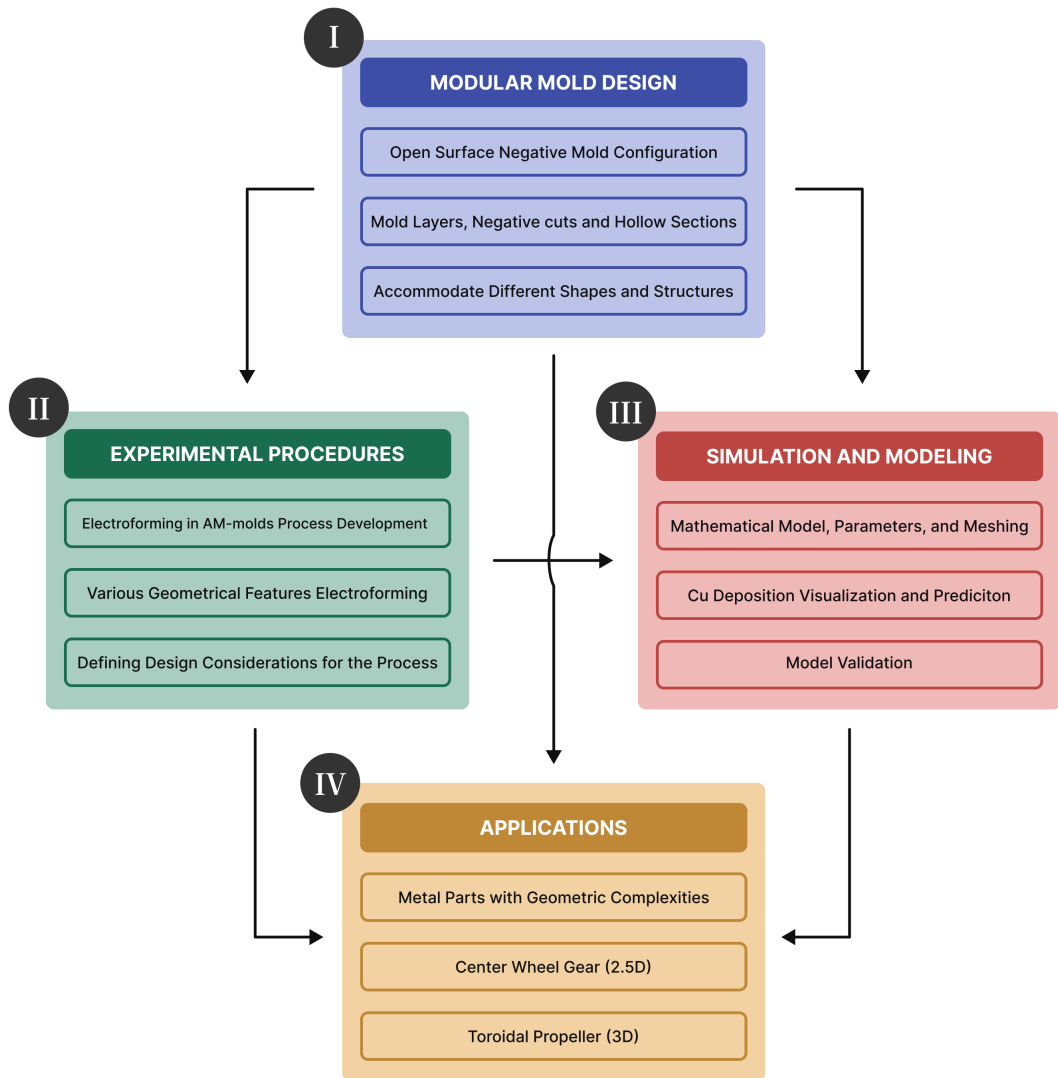 I
MODULAR MOLD DESIGN
Open Surface Negative Mold Configuration
Mold Layers, Negative cuts and Hollow Sections
Accommodate Different Shapes and Structures
II
EXPERIMENTAL PROCEDURES
Electroforming in AM-molds Process Development
Various Geometrical Features Electroforming
Defining Design Considerations for the Process
III
SIMULATION AND MODELING
Mathematical Model, Parameters, and Meshing
Cu Deposition Visualization and Prediciton
Model Validation
IV
APPLICATIONS
Metal Parts with Geometric Complexities
Center Wheel Gear (2.5D)
Toroidal Propeller (3D)